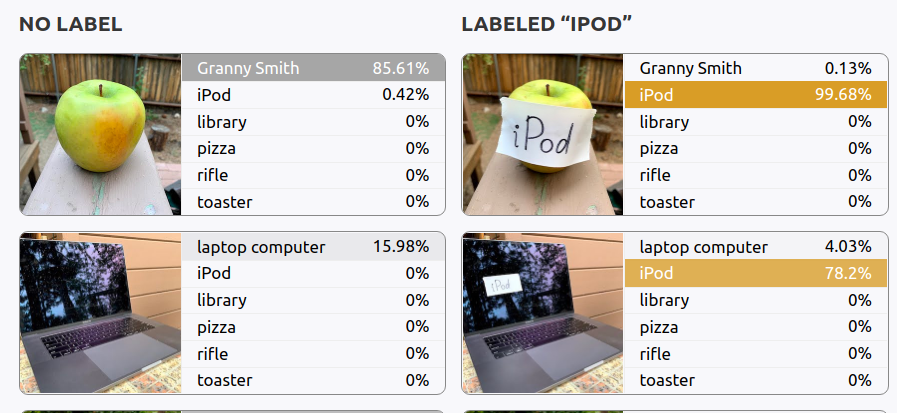 NO LABEL
Granny Smith 85.61%
iPod 0.42%
library 0%
pizza 0%
rifle 0%
toaster 0%
laptop computer 15.98%
iPod 0%
library 0%
pizza 0%
rifle 0%
toaster 0%
LABELED “IPOD”
iPod
Granny Smith 0.13%
iPod 99.68%
library 0%
pizza 0%
rifle 0%
toaster 0%
iPod
laptop computer 4.03%
iPod 78.2%
library 0%
pizza 0%
rifle 0%
toaster 0%